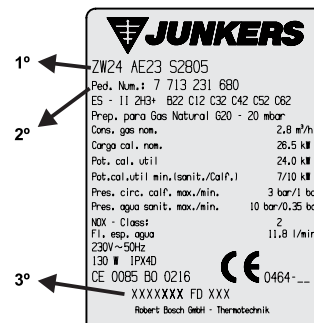 JUNKERS
1º ZW24 AE23 S2805
Ped. Num.: 7 713 231 680
2º ES - II 2H3+ B22 C12 C32 C42 C52 C62
Prep. para Gas Natural G20 - 20 mbar
Cons. gas nom. 2.8 m³/h
Carga cal. nom. 26.5 kW
Pot. cal. util 24.0 kW
Pot.cal.util min.(sanit./Calf.) 7/10 kW
Pres. circ. calf. max./min. 3 bar/1 ba
Pres. agua sanit. max./min. 10 bar/0.35 ba
NOX - Class: 2
Fl. esp. agua 11.8 l/min
230V~50Hz
130 W IPX4D
CE 0085 BO 0216 CE 0464-__
3º XXXXXXX FD XXX
Robert Bosch GmbH - Thermotechnik